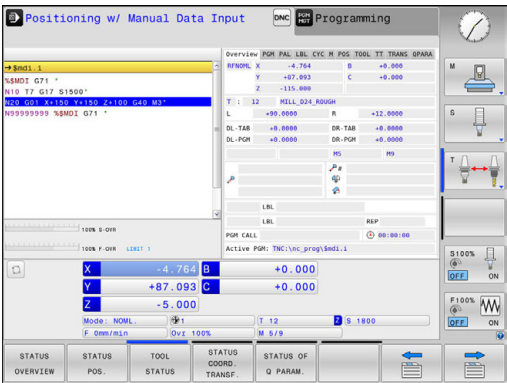 Positioning w/ Manual Data Input
DNC
PGM MGT
Programming
→$mdi.i
%$MDI G71 *
N10 T7 G17 S1500*
N20 G01 X+150 Y+150 Z+100 G40 M3*
N99999999 %$MDI G71 *
100% S-OVR
100% F-OVR LIMIT 1
Overview PGM PAL LBL CYC M POS TOOL TT TRANS QPARA
RFNOML X -4.764 B +0.000
Y +87.093 C +0.000
Z -115.000
T : 12 MILL_D24_ROUGH
L +90.0000 R +12.0000
DL-TAB +0.0000 DR-TAB +0.0000
DL-PGM +0.0000 DR-PGM +0.0000
M5 M9
LBL
LBL REP
PGM CALL 00:00:00
Active PGM: TNC:\nc_prog\$mdi.i
X -4.764 B +0.000
Y +87.093 C +0.000
Z -5.000
Mode: NOML. 1 T 12 Z S 1800
F 0mm/min Ovr 100% M 5/9
M
S
T
S100%
OFF ON
F100%
OFF ON
STATUS OVERVIEW
STATUS POS.
TOOL STATUS
STATUS COORD. TRANSF.
STATUS OF Q PARAM.